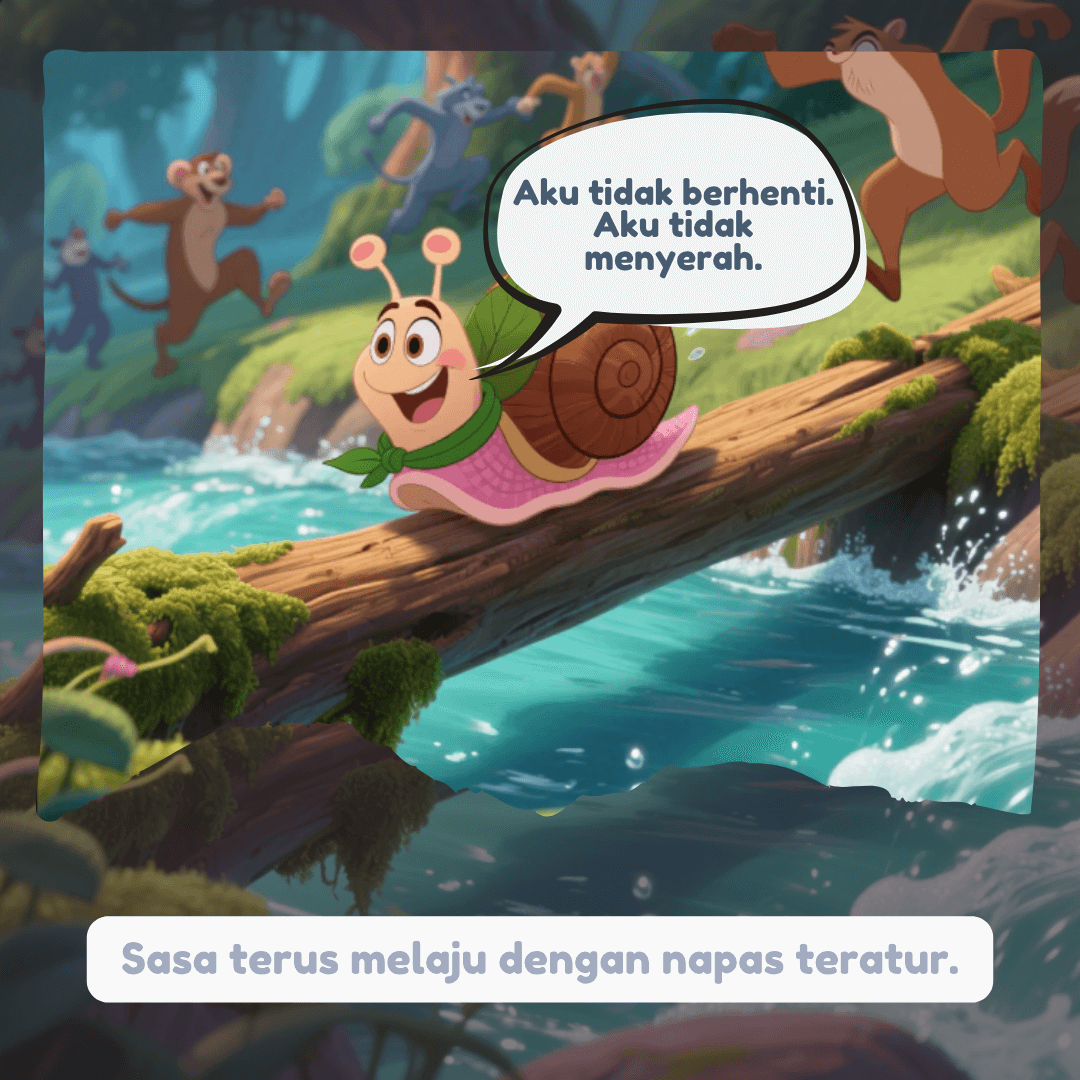 Aku tidak berhenti.
Aku tidak
menyerah.
Sasa terus melaju dengan napas teratur.